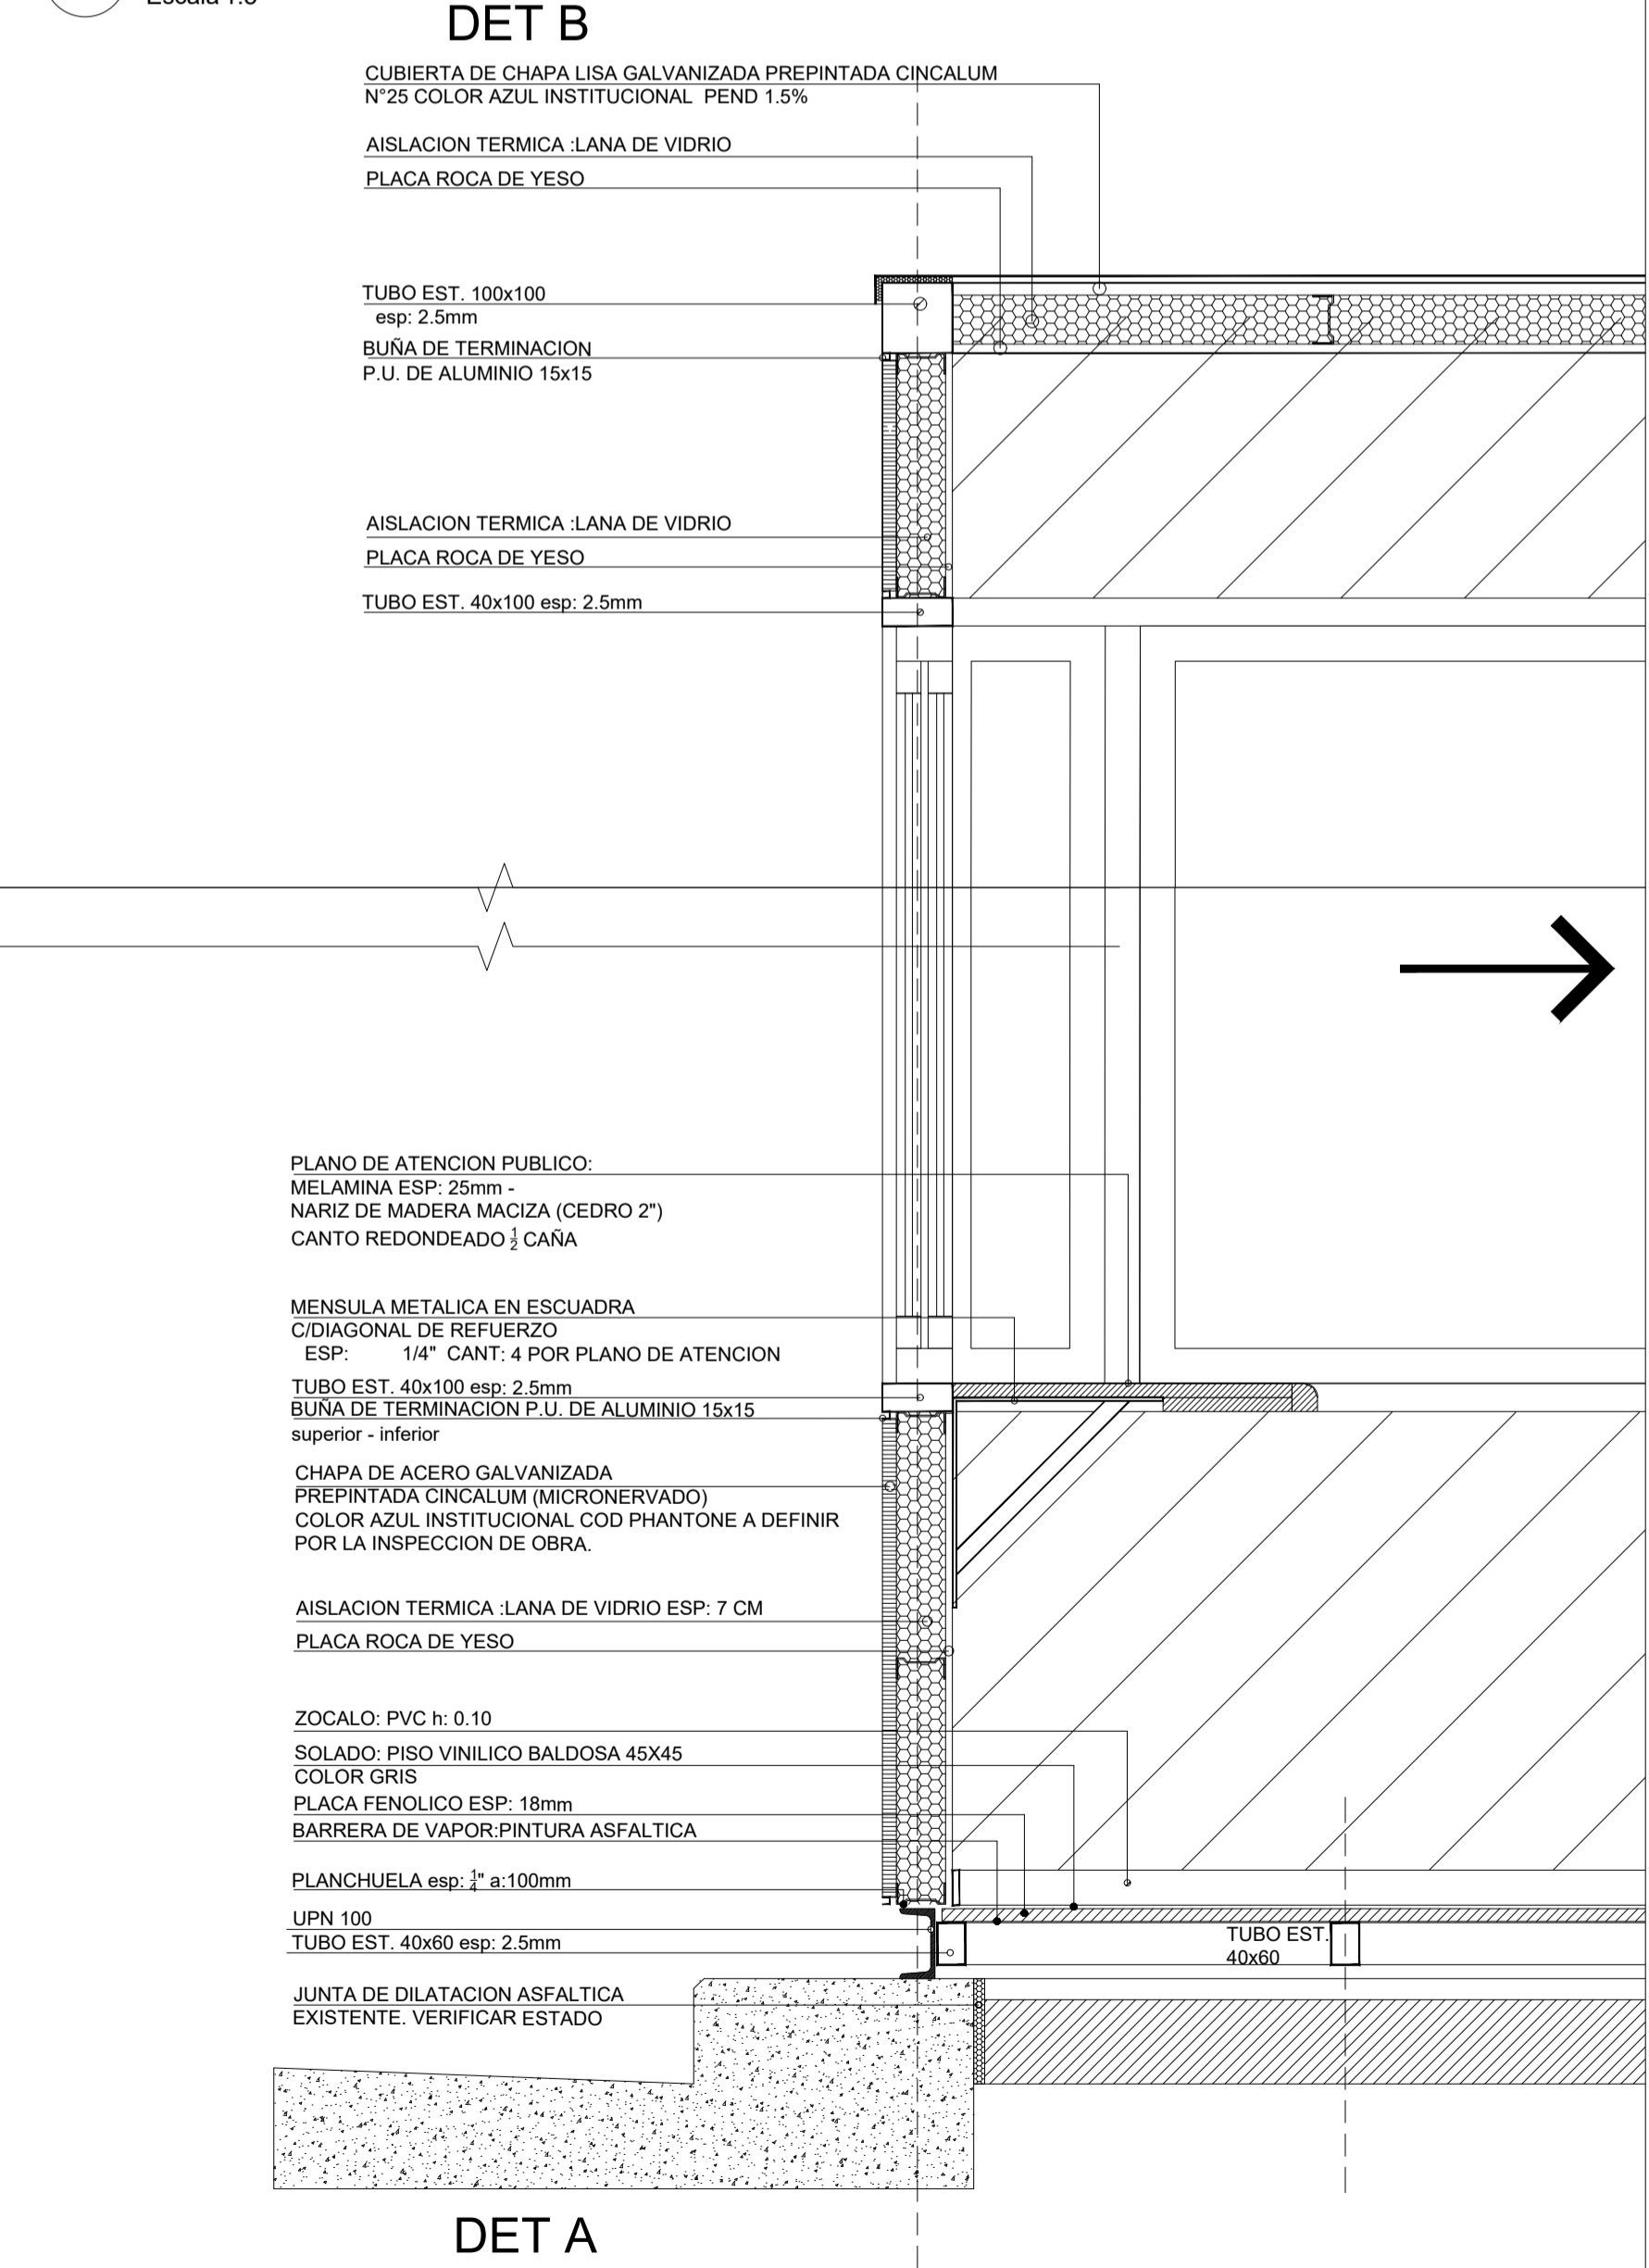 Escala 1:5
DET B
CUBIERTA DE CHAPA LISA GALVANIZADA PREPINTADA CINCALUM
N°25 COLOR AZUL INSTITUCIONAL PEND 1.5%
AISLACION TERMICA :LANA DE VIDRIO
PLACA ROCA DE YESO
TUBO EST. 100x100
esp: 2.5mm
BUÑA DE TERMINACION
P.U. DE ALUMINIO 15x15
AISLACION TERMICA :LANA DE VIDRIO
PLACA ROCA DE YESO
TUBO EST. 40x100 esp: 2.5mm
PLANO DE ATENCION PUBLICO:
MELAMINA ESP: 25mm -
NARIZ DE MADERA MACIZA (CEDRO 2")
CANTO REDONDEADO 1/2 CAÑA
MENSULA METALICA EN ESCUADRA
C/DIAGONAL DE REFUERZO
ESP: 1/4" CANT: 4 POR PLANO DE ATENCION
TUBO EST. 40x100 esp: 2.5mm
BUÑA DE TERMINACION P.U. DE ALUMINIO 15x15
superior - inferior
CHAPA DE ACERO GALVANIZADA
PREPINTADA CINCALUM (MICRONERVADO)
COLOR AZUL INSTITUCIONAL COD PHANTONE A DEFINIR
POR LA INSPECCION DE OBRA.
AISLACION TERMICA :LANA DE VIDRIO ESP: 7 CM
PLACA ROCA DE YESO
ZOCALO: PVC h: 0.10
SOLADO: PISO VINILICO BALDOSA 45X45
COLOR GRIS
PLACA FENOLICO ESP: 18mm
BARRERA DE VAPOR:PINTURA ASFALTICA
PLANCHUELA esp: 1/4" a:100mm
UPN 100
TUBO EST. 40x60 esp: 2.5mm
TUBO EST.
40x60
JUNTA DE DILATACION ASFALTICA
EXISTENTE. VERIFICAR ESTADO
DET A